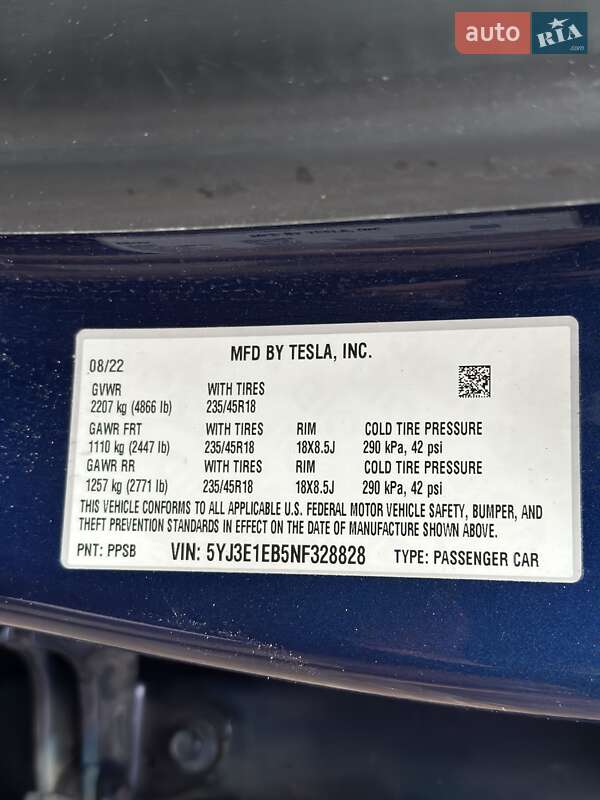 auto RIA.com
MFD BY TESLA, INC.
08/22
GVWR WITH TIRES
2207 kg (4866 lb) 235/45R18
GAWR FRT WITH TIRES RIM COLD TIRE PRESSURE
1110 kg (2447 lb) 235/45R18 18X8.5J 290 kPa, 42 psi
GAWR RR WITH TIRES RIM COLD TIRE PRESSURE
1257 kg (2771 lb) 235/45R18 18X8.5J 290 kPa, 42 psi
THIS VEHICLE CONFORMS TO ALL APPLICABLE U.S. FEDERAL MOTOR VEHICLE SAFETY, BUMPER, AND
THEFT PREVENTION STANDARDS IN EFFECT ON THE DATE OF MANUFACTURE SHOWN ABOVE.
PNT: PPSB VIN: 5YJ3E1EB5NF328828 TYPE: PASSENGER CAR